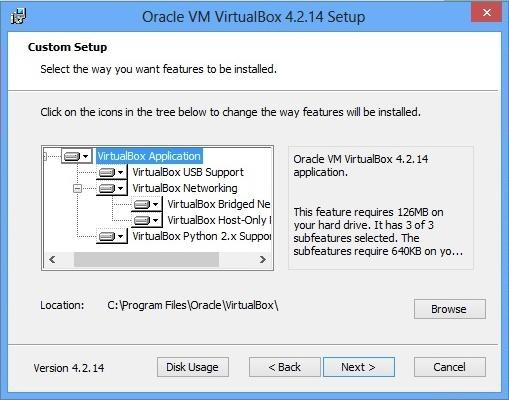 Oracle VM VirtualBox 4.2.14 Setup
Custom Setup
Select the way you want features to be installed.
Click on the icons in the tree below to change the way features will be installed.
VirtualBox Application
VirtualBox USB Support
VirtualBox Networking
VirtualBox Bridged Ne
VirtualBox Host-Only
VirtualBox Python 2.x Suppor
Oracle VM VirtualBox 4.2.14
application.
This feature requires 126MB on
your hard drive. It has 3 of 3
subfeatures selected. The
subfeatures require 640KB on yo...
Location: C:\Program Files\Oracle\VirtualBox\
Browse
Version 4.2.14
Disk Usage
< Back
Next >
Cancel